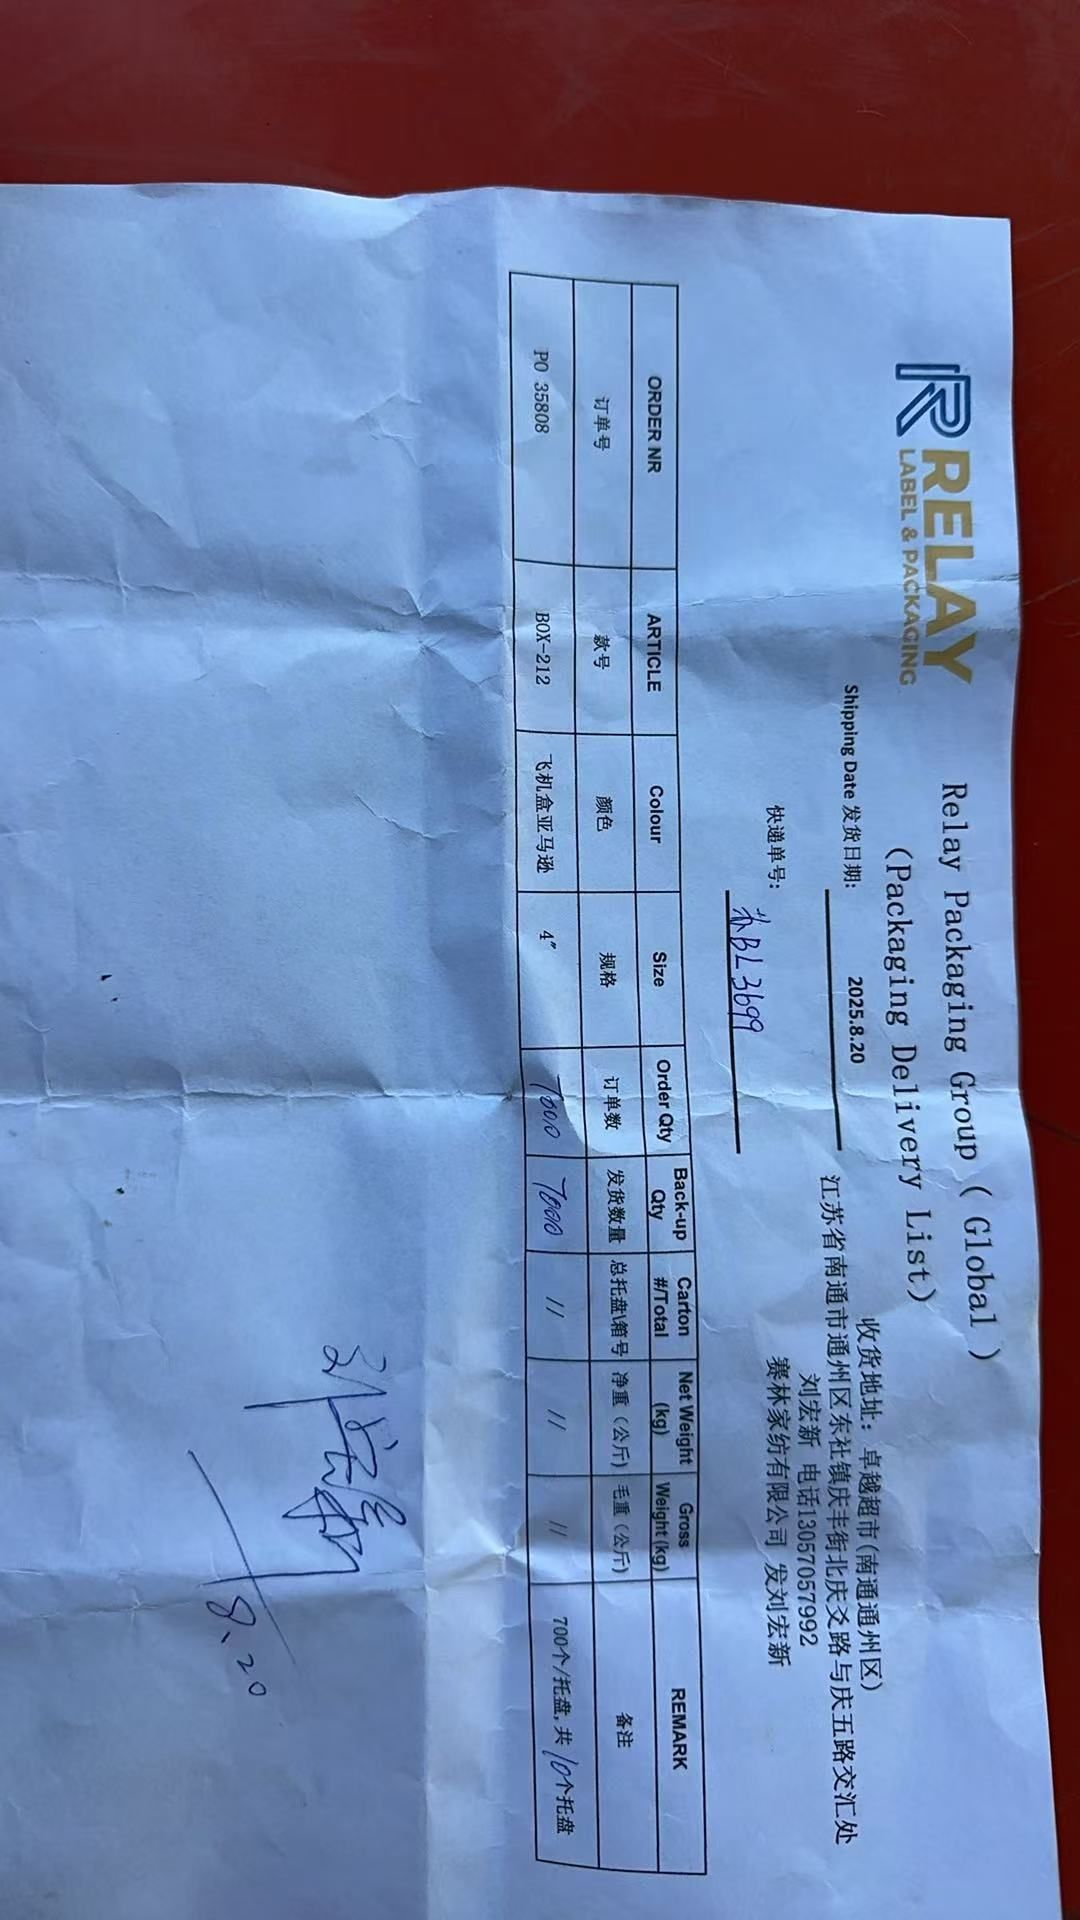 RELAY
LABEL & PACKAGING
Relay Packaging Group (Global)
(Packaging Delivery List)
Shipping Date 发货日期: 2025.8.20
快递单号: 苏BL3699
收货地址: 卓越超市(南通通州区)
江苏省南通市通州区东社镇庆丰街北庆爻路与庆五路交汇处
刘宏新 电话13057057992
赛林家纺有限公司 发刘宏新
ORDER NR ARTICLE Colour Size Order Qty Back-up Qty Carton #/Total Net Weight (kg) Gross Weight(kg) REMARK
订单号 款号 颜色 规格 订单数 发货数量 总托盘\箱号 净重(公斤) 毛重(公斤) 备注
PO 35808 BOX-212 飞机盒亚马逊 4" 7000 7000 // // // 700个/托盘,共10个托盘
8.20